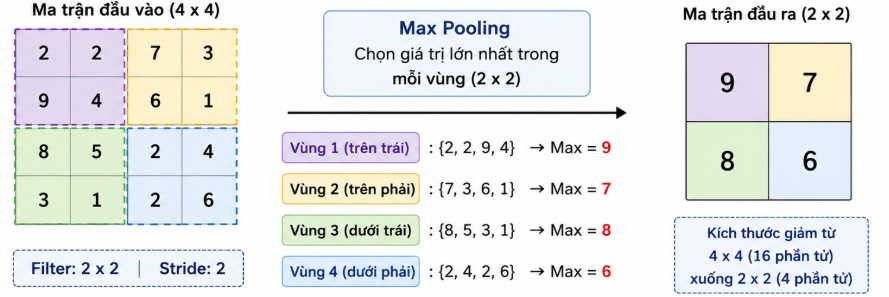 Ma trận đầu vào (4 x 4)
2 2 7 3
9 4 6 1
8 5 2 4
3 1 2 6
Filter: 2 x 2 | Stride: 2
Max Pooling
Chọn giá trị lớn nhất trong
mỗi vùng (2 x 2)
Vùng 1 (trên trái) : {2, 2, 9, 4} → Max = 9
Vùng 2 (trên phải) : {7, 3, 6, 1} → Max = 7
Vùng 3 (dưới trái) : {8, 5, 3, 1} → Max = 8
Vùng 4 (dưới phải) : {2, 4, 2, 6} → Max = 6
Ma trận đầu ra (2 x 2)
9 7
8 6
Kích thước giảm từ
4 x 4 (16 phần tử)
xuống 2 x 2 (4 phần tử)